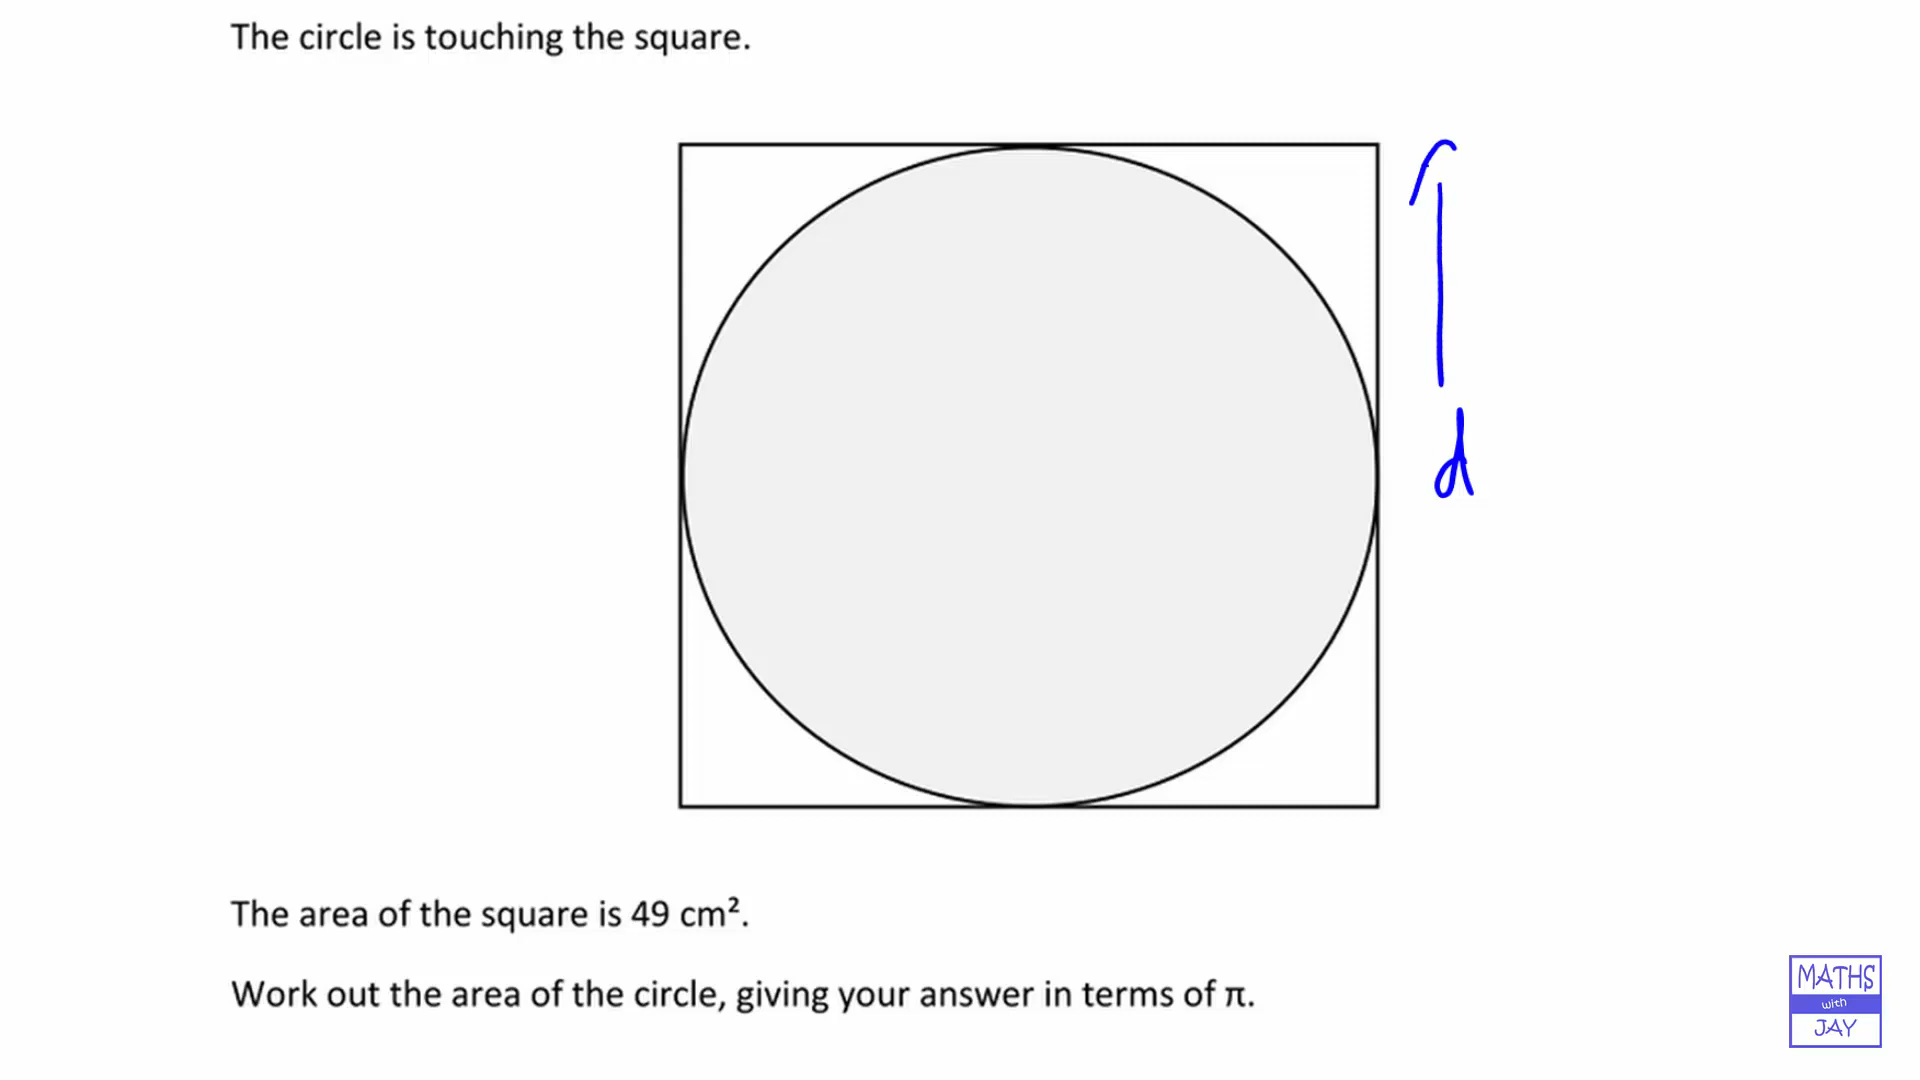 The circle is touching the square.
d
The area of the square is 49 cm².
Work out the area of the circle, giving your answer in terms of π.
MATHS
with
JAY